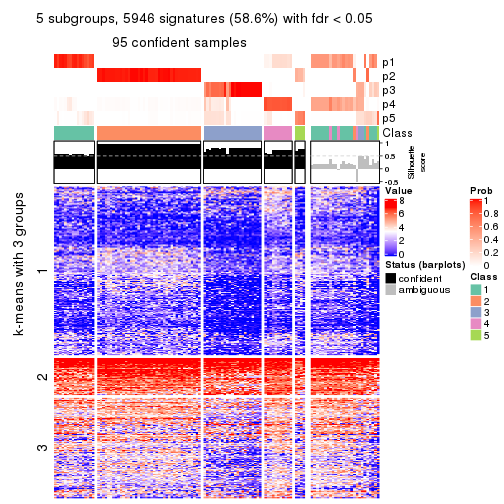 5 subgroups, 5946 signatures (58.6%) with fdr < 0.05
95 confident samples
p1
p2
p3
p4
p5
Class
1
0.5
0
-0.5
Silhouette
score
k-means with 3 groups
1
2
3
Value
8
6
4
2
0
Status (barplots)
confident
ambiguous
Prob
1
0.8
0.6
0.4
0.2
0
Class
1
2
3
4
5